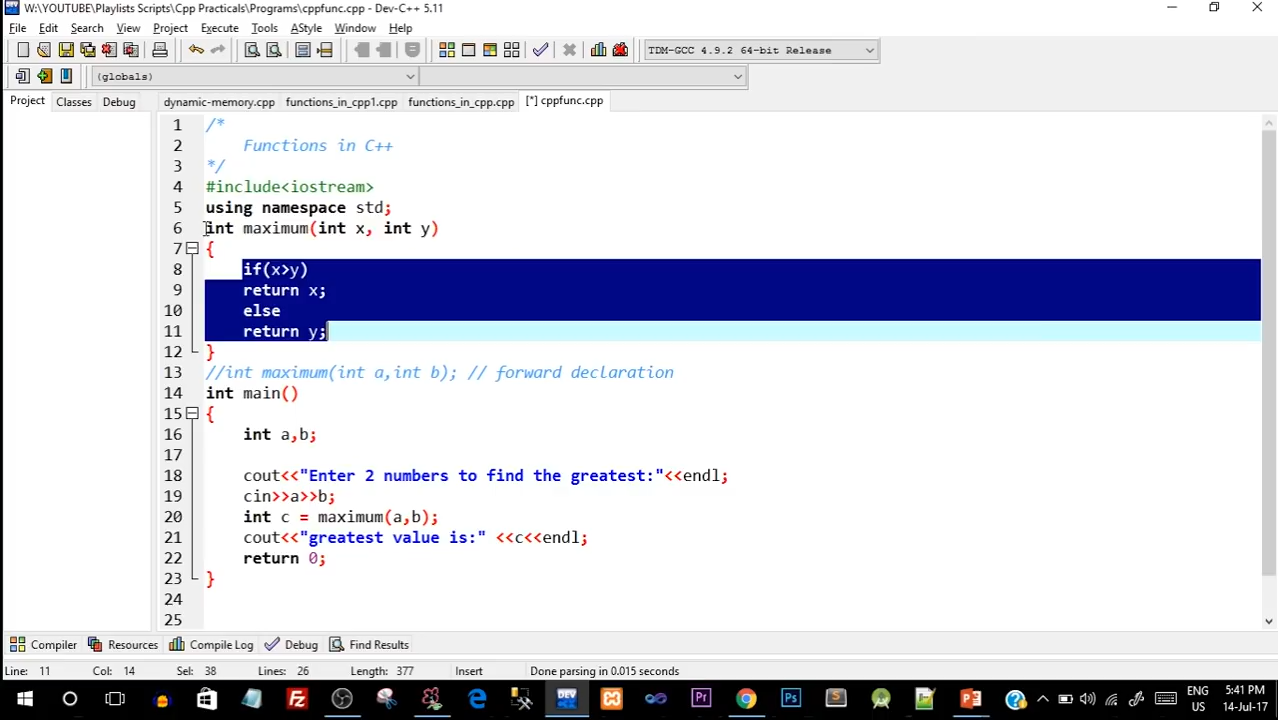 W:\YOUTUBE\Playlists Scripts\Cpp Practicals\Programs\cppfunc.cpp - Dev-C++ 5.11
File Edit Search View Project Execute Tools AStyle Window Help
TDM-GCC 4.9.2 64-bit Release
(globals)
Project Classes Debug dynamic-memory.cpp functions_in_cpp1.cpp functions_in_cpp.cpp [*] cppfunc.cpp
1 /*
2 Functions in C++
3 */
4 #include<iostream>
5 using namespace std;
6 int maximum(int x, int y)
7 {
8 if(x>y)
9 return x;
10 else
11 return y;
12 }
13 //int maximum(int a,int b); // forward declaration
14 int main()
15 {
16 int a,b;
17
18 cout<<"Enter 2 numbers to find the greatest:"<<endl;
19 cin>>a>>b;
20 int c = maximum(a,b);
21 cout<<"greatest value is:" <<c<<endl;
22 return 0;
23 }
24
25
Compiler Resources Compile Log Debug Find Results
Line: 11 Col: 14 Sel: 38 Lines: 26 Length: 377 Insert Done parsing in 0.015 seconds
ENG 5:41 PM
US 14-Jul-17